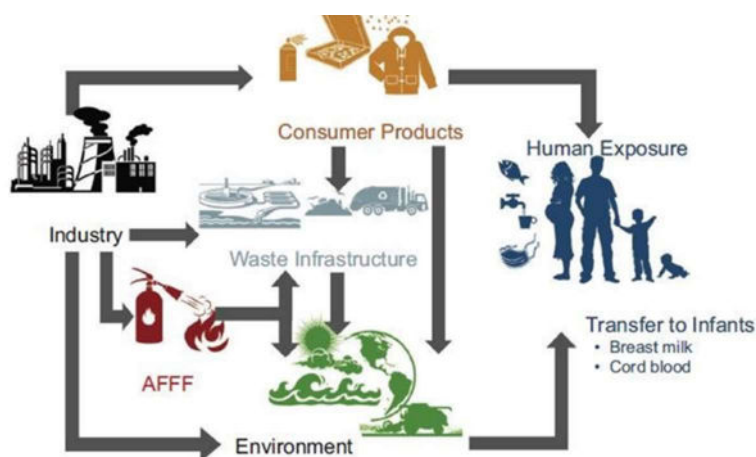 Consumer Products
Human Exposure
Industry
Waste Infrastructure
AFFF
Transfer to Infants
• Breast milk
• Cord blood
Environment